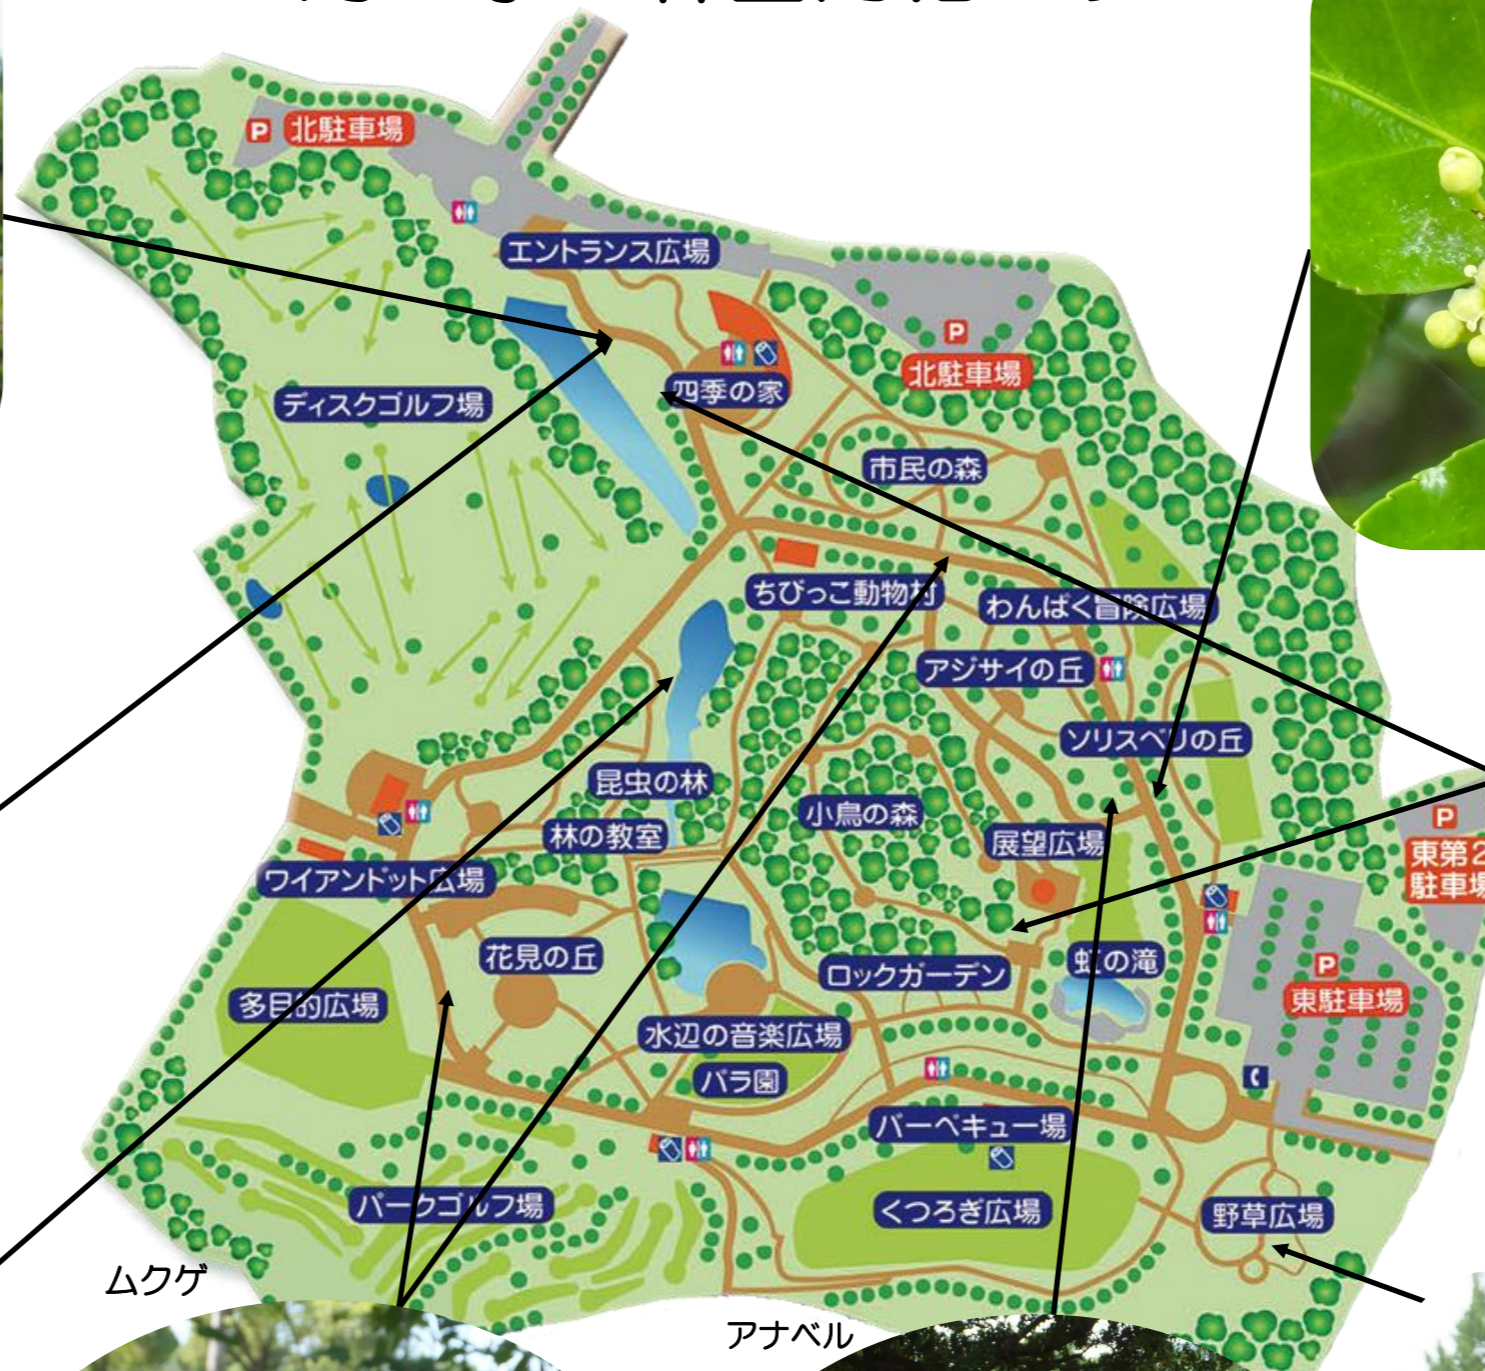 P 北駐車場
エントランス広場
P
北駐車場
四季の家
ディスクゴルフ場
市民の森
ちびっこ動物村
わんぱく冒険広場
アジサイの丘
ソリスベリの丘
昆虫の林
小鳥の森
林の教室
展望広場
P
東第2
駐車場
ワイアンドット広場
花見の丘
ロックガーデン
虹の滝
P
東駐車場
多目的広場
水辺の音楽広場
バラ園
バーベキュー場
パークゴルフ場
くつろぎ広場
野草広場
ムクゲ
アナベル